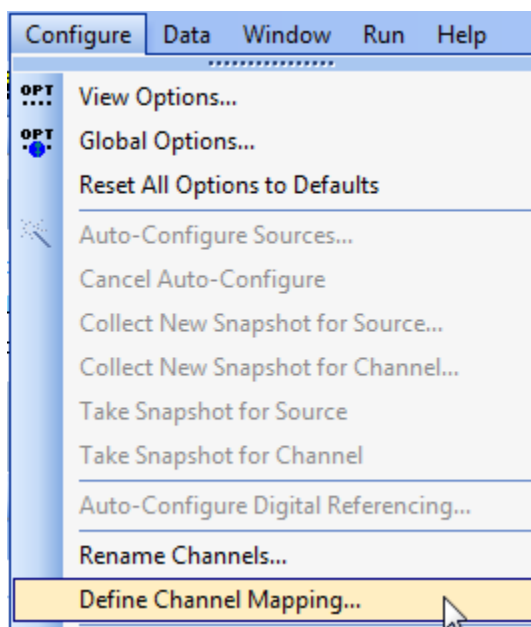 Configure Data Window Run Help
OPT View Options...
OPT Global Options...
Reset All Options to Defaults
Auto-Configure Sources...
Cancel Auto-Configure
Collect New Snapshot for Source...
Collect New Snapshot for Channel...
Take Snapshot for Source
Take Snapshot for Channel
Auto-Configure Digital Referencing...
Rename Channels...
Define Channel Mapping...